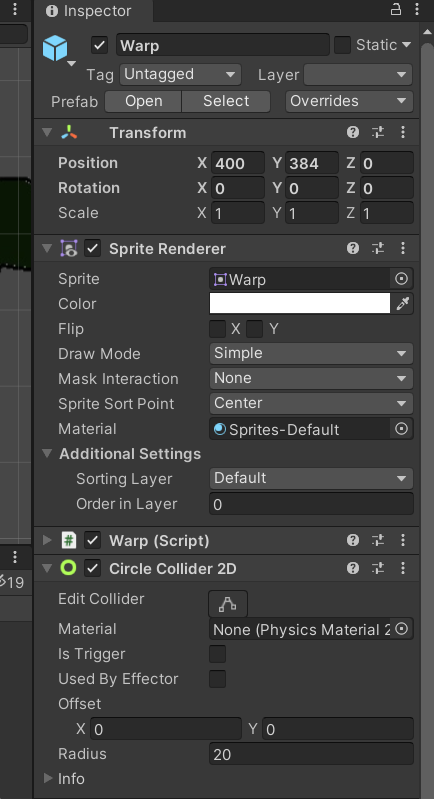 Inspector
Warp Static
Tag Untagged Layer
Prefab Open Select Overrides
Transform
Position X 400 Y 384 Z 0
Rotation X 0 Y 0 Z 0
Scale X 1 Y 1 Z 1
Sprite Renderer
Sprite Warp
Color
Flip X Y
Draw Mode Simple
Mask Interaction None
Sprite Sort Point Center
Material Sprites-Default
Additional Settings
Sorting Layer Default
Order in Layer 0
# Warp (Script)
Circle Collider 2D
19
Edit Collider
Material None (Physics Material 2
Is Trigger
Used By Effector
Offset
X 0 Y 0
Radius 20
Info